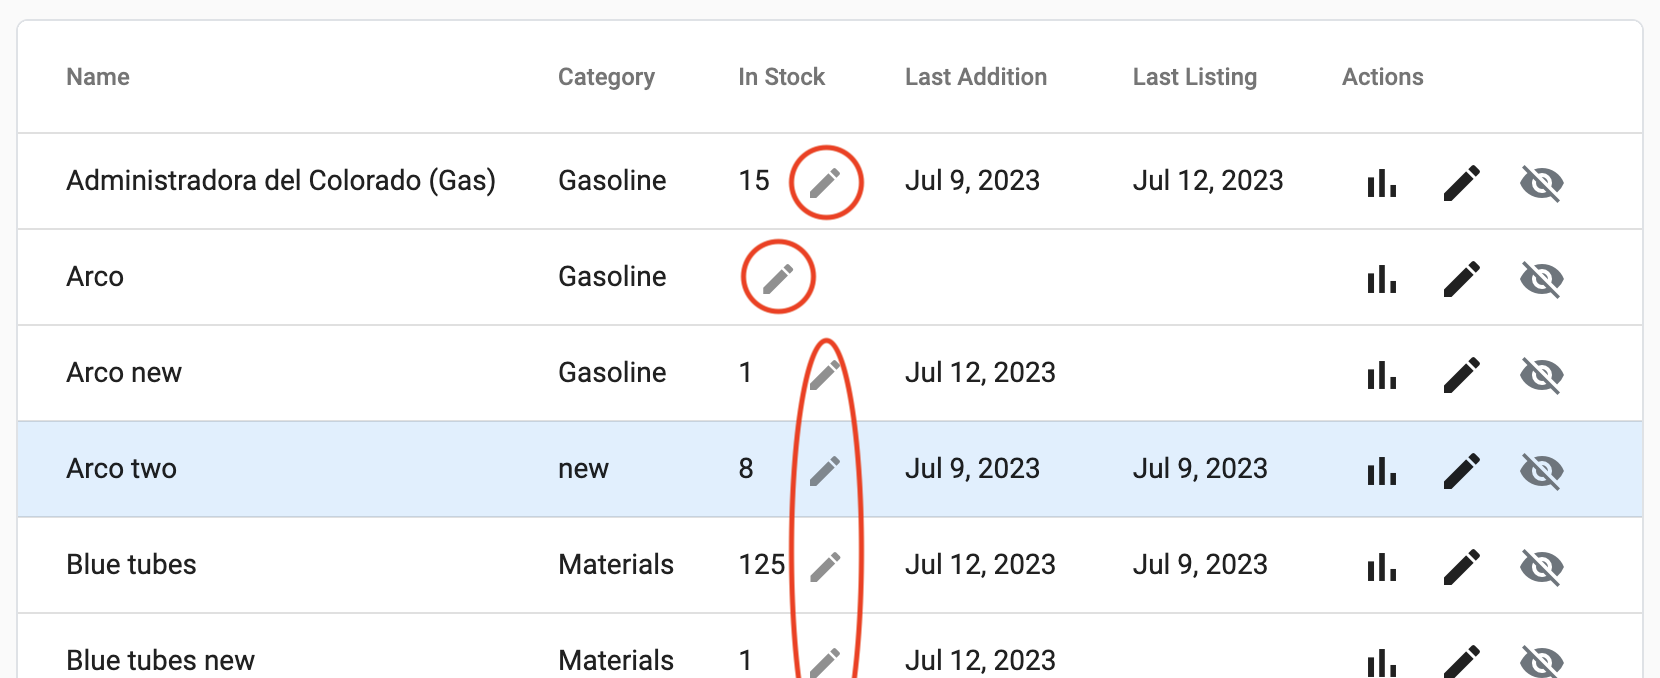 Name Category In Stock Last Addition Last Listing Actions
Administradora del Colorado (Gas) Gasoline 15 Jul 9, 2023 Jul 12, 2023
Arco Gasoline
Arco new Gasoline 1 Jul 12, 2023
Arco two new 8 Jul 9, 2023 Jul 9, 2023
Blue tubes Materials 125 Jul 12, 2023 Jul 9, 2023
Blue tubes new Materials 1 Jul 12, 2023